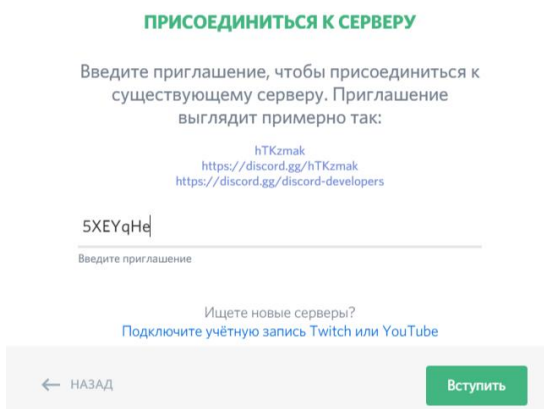 ПРИСОЕДИНИТЬСЯ К СЕРВЕРУ
Введите приглашение, чтобы присоединиться к
существующему серверу. Приглашение
выглядит примерно так:
hTKzmak
https://discord.gg/hTKzmak
https://discord.gg/discord-developers
5XEYqHe
Введите приглашение
Ищете новые серверы?
Подключите учётную запись Twitch или YouTube
НАЗАД
Вступить